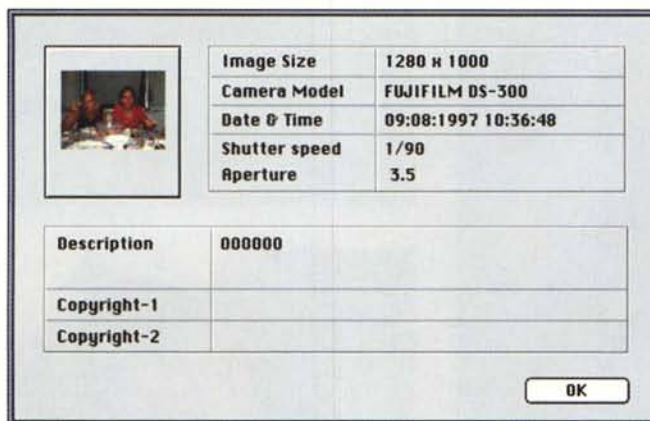 Image Size 1280 x 1000
Camera Model FUJIFILM DS-300
Date & Time 09:08:1997 10:36:48
Shutter speed 1/90
Aperture 3.5
Description 000000
Copyright-1
Copyright-2
OK